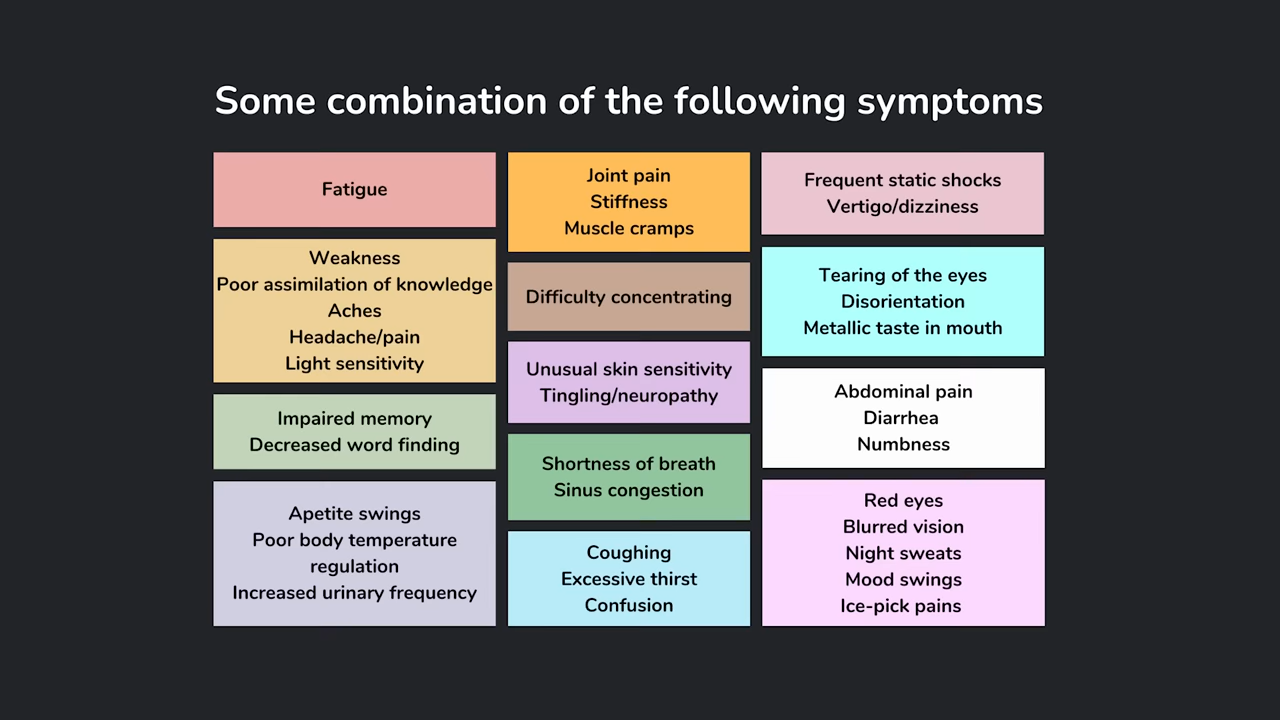 Some combination of the following symptoms
Fatigue
Weakness
Poor assimilation of knowledge
Aches
Headache/pain
Light sensitivity
Impaired memory
Decreased word finding
Apetite swings
Poor body temperature
regulation
Increased urinary frequency
Joint pain
Stiffness
Muscle cramps
Difficulty concentrating
Unusual skin sensitivity
Tingling/neuropathy
Shortness of breath
Sinus congestion
Coughing
Excessive thirst
Confusion
Frequent static shocks
Vertigo/dizziness
Tearing of the eyes
Disorientation
Metallic taste in mouth
Abdominal pain
Diarrhea
Numbness
Red eyes
Blurred vision
Night sweats
Mood swings
Ice-pick pains